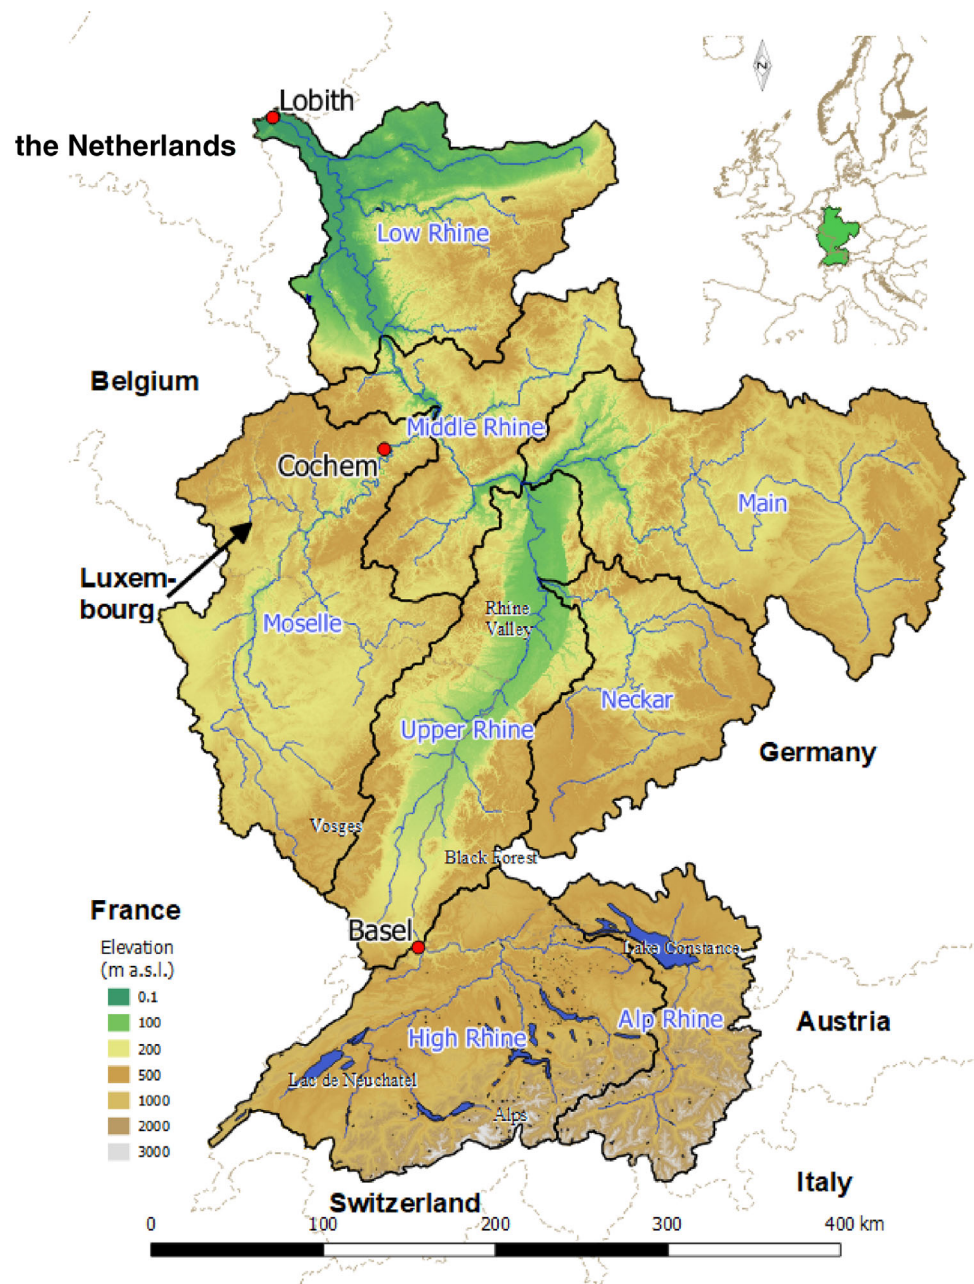 Lobith
the Netherlands
N
Low Rhine
Belgium
Middle Rhine
Cochem
Main
Luxem-
bourg
Moselle
Rhine
Valley
Neckar
Upper Rhine
Germany
Vosges
Black Forest
France
Basel
Elevation
(m a.s.l.)
0.1
100
200
500
1000
2000
3000
Lake Constance
Alp Rhine
Austria
High Rhine
Lac de Neuchatel
Alps
Italy
Switzerland
0 100 200 300 400 km